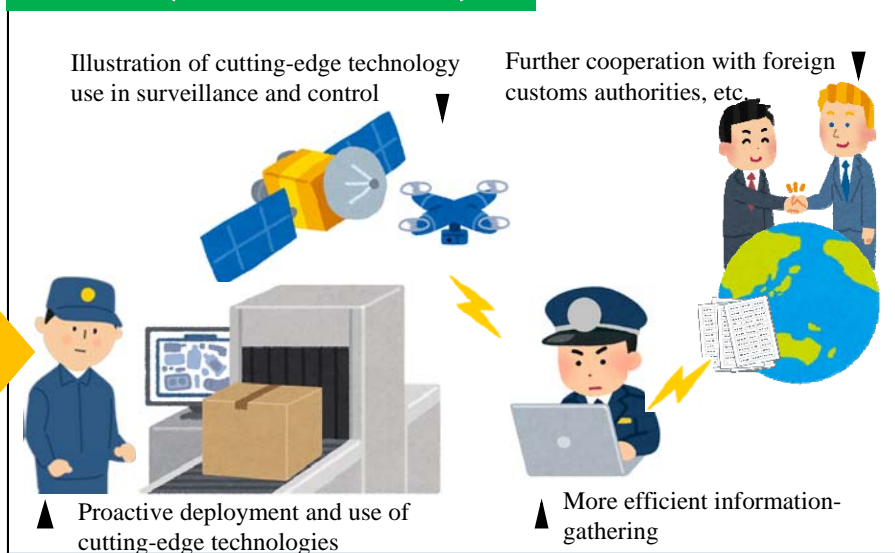 Illustration of cutting-edge technology
use in surveillance and control
Further cooperation with foreign
customs authorities, etc.
Proactive deployment and use of
cutting-edge technologies
More efficient information-
gathering